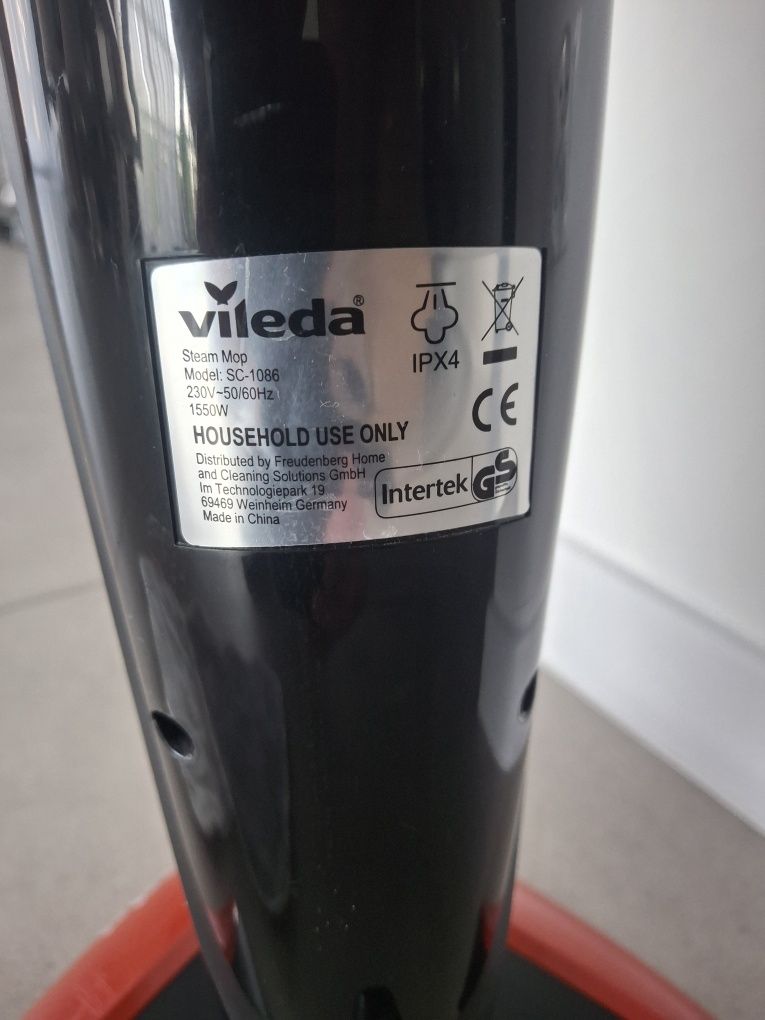 vileda®
Steam Mop
Model: SC-1086
230V~50/60Hz
1550W
IPX4
CE
HOUSEHOLD USE ONLY
Distributed by Freudenberg Home
and Cleaning Solutions GmbH
Im Technologiepark 19
69469 Weinheim Germany
Made in China
Intertek GS